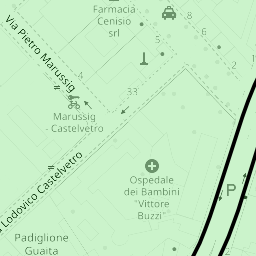 Farmacia
Cenisio
srl
8
6
5
2
Via Pietro Marussig
4
33
Marussig
- Castelvetro
Lodovico Castelvetro
Ospedale
dei Bambini
"Vittore
Buzzi"
P
Padiglione
Guaita